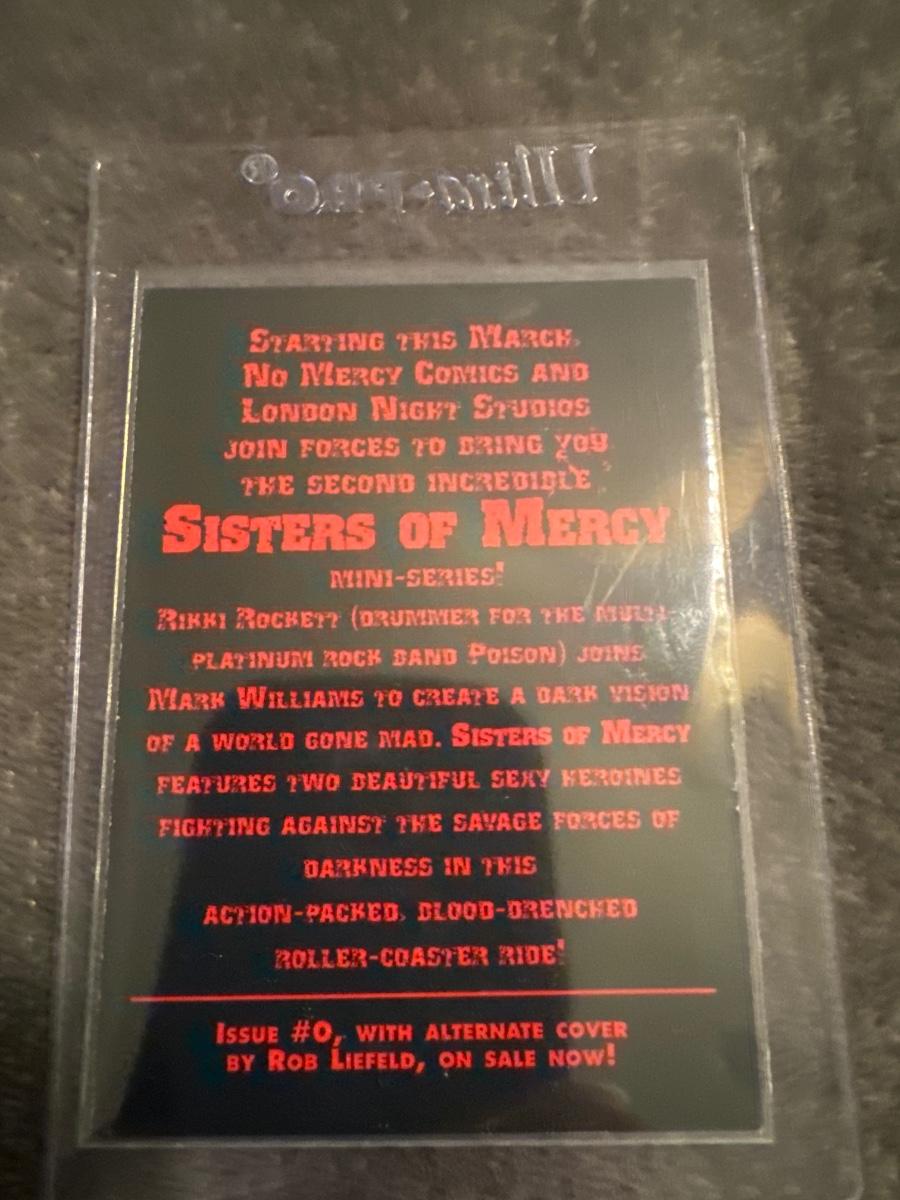 Ultra•PRO®
STARTING THIS MARCH,
NO MERCY COMICS AND
LONDON NIGHT STUDIOS
JOIN FORCES TO BRING YOU
THE SECOND INCREDIBLE
SISTERS OF MERCY
MINI-SERIES!
RIKKI ROCKETT (DRUMMER FOR THE MULTI-
PLATINUM ROCK BAND POISON) JOINS
MARK WILLIAMS TO CREATE A DARK VISION
OF A WORLD GONE MAD. SISTERS OF MERCY
FEATURES TWO BEAUTIFUL SEXY HEROINES
FIGHTING AGAINST THE SAVAGE FORCES OF
DARKNESS IN THIS
ACTION-PACKED, BLOOD-DRENCHED
ROLLER-COASTER RIDE!
ISSUE #0, WITH ALTERNATE COVER
BY ROB LIEFELD, ON SALE NOW!